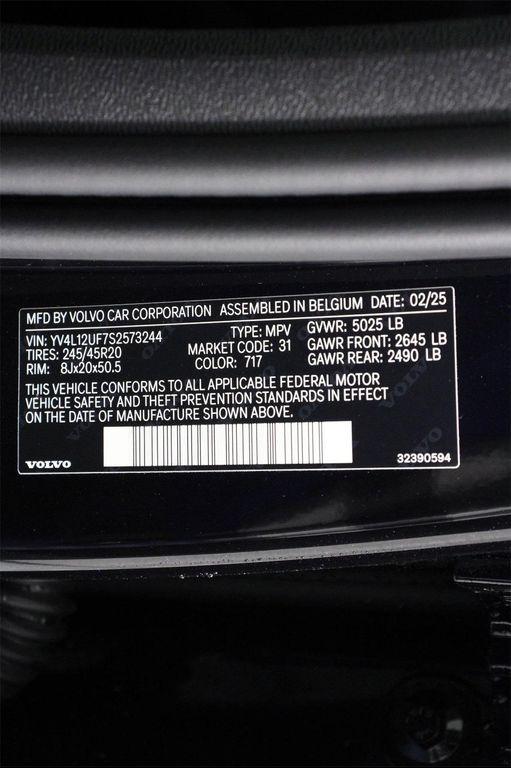 MFD BY VOLVO CAR CORPORATION ASSEMBLED IN BELGIUM DATE: 02/25
VIN: YV4L12UF7S2573244 TYPE: MPV GVWR: 5025 LB
TIRES: 245/45R20 MARKET CODE: 31 GAWR FRONT: 2645 LB
RIM: 8Jx20x50.5 COLOR: 717 GAWR REAR: 2490 LB
THIS VEHICLE CONFORMS TO ALL APPLICABLE FEDERAL MOTOR
VEHICLE SAFETY AND THEFT PREVENTION STANDARDS IN EFFECT
ON THE DATE OF MANUFACTURE SHOWN ABOVE.
VOLVO 32390594